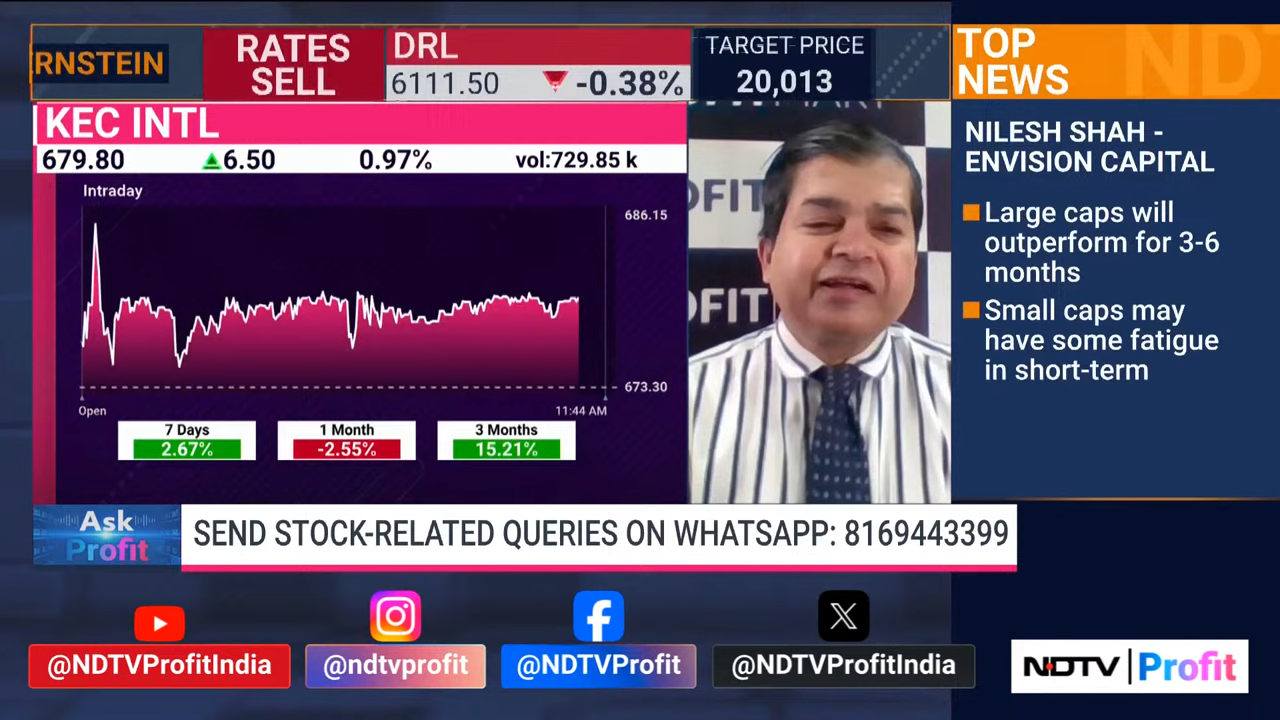 RNSTEIN
RATES
SELL
DRL
6111.50 -0.38%
TARGET PRICE
20,013
TOP
NEWS
KEC INTL
679.80 6.50 0.97% vol:729.85 k
Intraday
686.15
673.30
Open 11:44 AM
7 Days
2.67%
1 Month
-2.55%
3 Months
15.21%
OFIT
OFIT
NILESH SHAH -
ENVISION CAPITAL
Large caps will
outperform for 3-6
months
Small caps may
have some fatigue
in short-term
Ask
Profit
SEND STOCK-RELATED QUERIES ON WHATSAPP: 8169443399
@NDTVProfitIndia
@ndtvprofit
@NDTVProfit
@NDTVProfitIndia
NDTV Profit